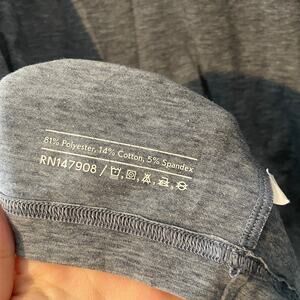 81% Polyester, 14% Cotton, 5% Spandex
RN147908 /